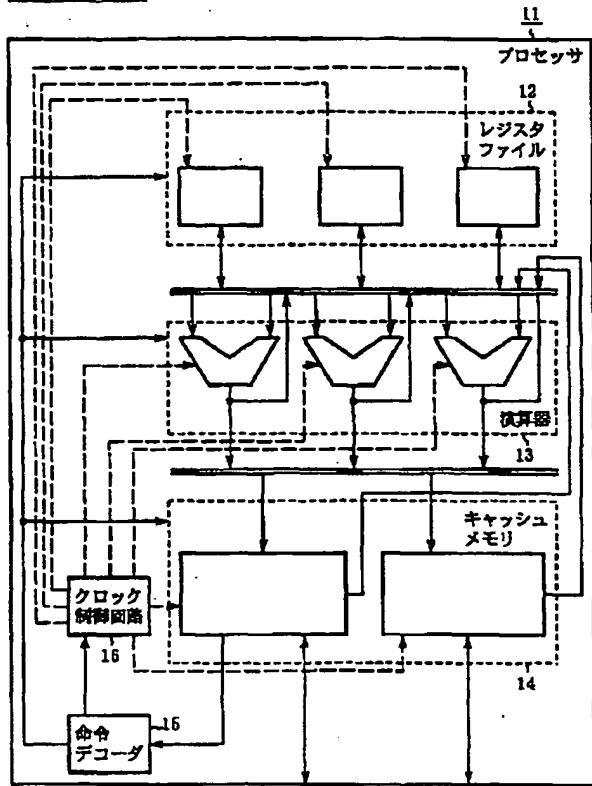 11
プロセッサ
12
レジスタ
ファイル
演算器
13
キャッシュ
メモリ
クロック
制御回路
16
14
15
命令
デコーダ